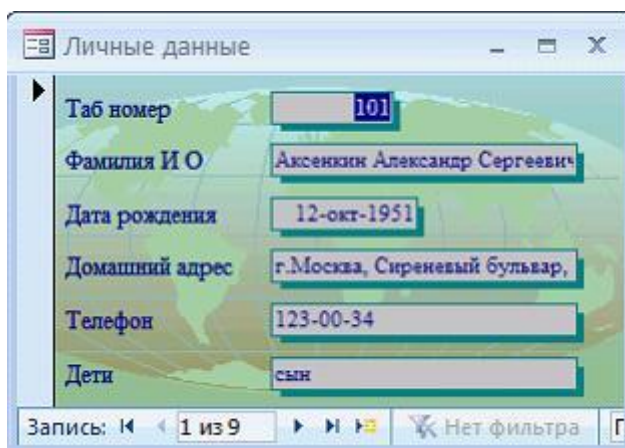 Личные данные
Таб номер 101
Фамилия И О Аксенкин Александр Сергеевич
Дата рождения 12-окт-1951
Домашний адрес г.Москва, Сиреневый бульвар,
Телефон 123-00-34
Дети сын
Запись: 1 из 9 Нет фильтра